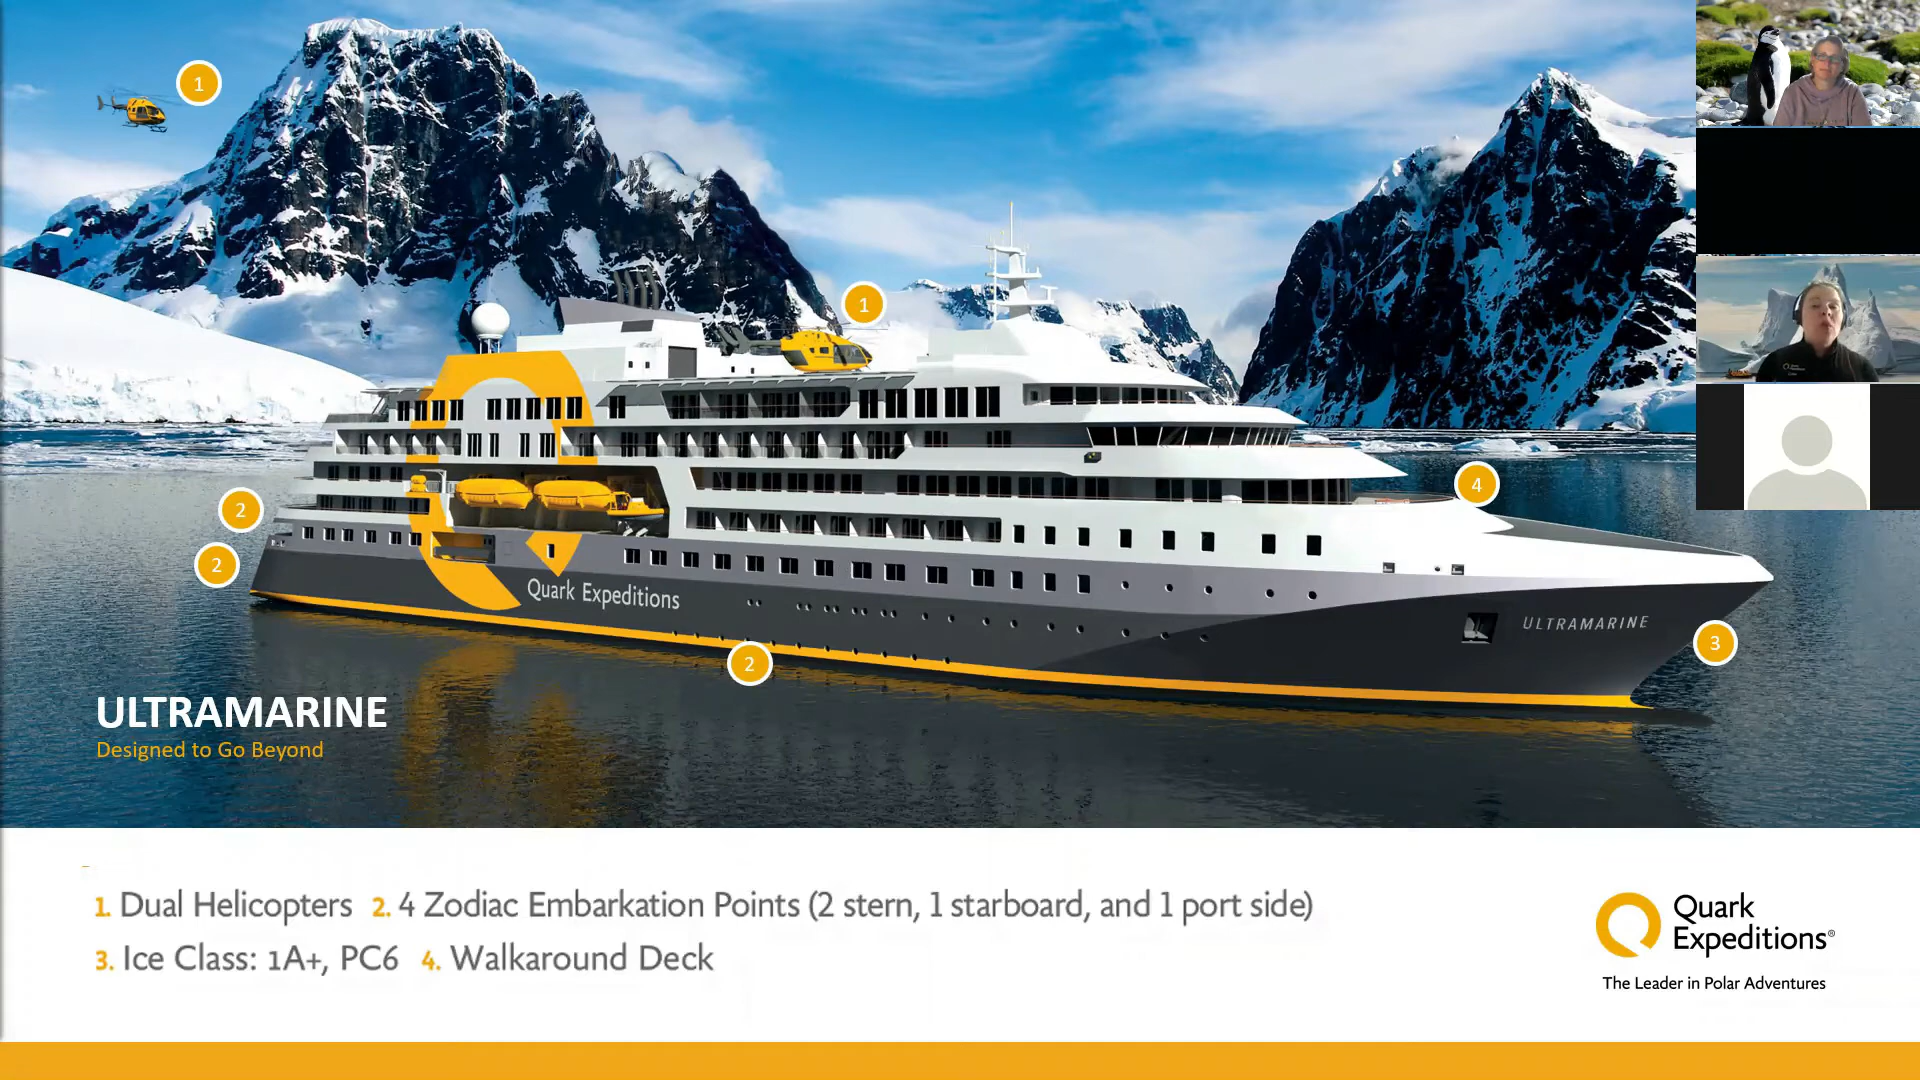 1
1
4
2
2
Quark Expeditions
ULTRAMARINE
3
2
ULTRAMARINE
Designed to Go Beyond
1. Dual Helicopters 2. 4 Zodiac Embarkation Points (2 stern, 1 starboard, and 1 port side)
3. Ice Class: 1A+, PC6 4. Walkaround Deck
Quark
Expeditions®
The Leader in Polar Adventures